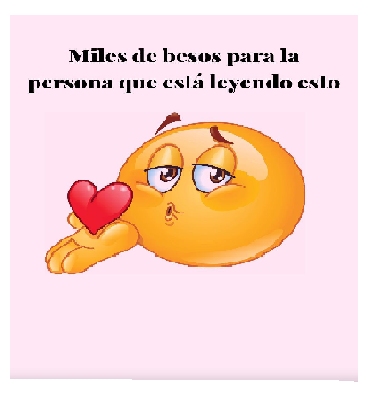 Miles de besos para la
persona que está leyendo esto